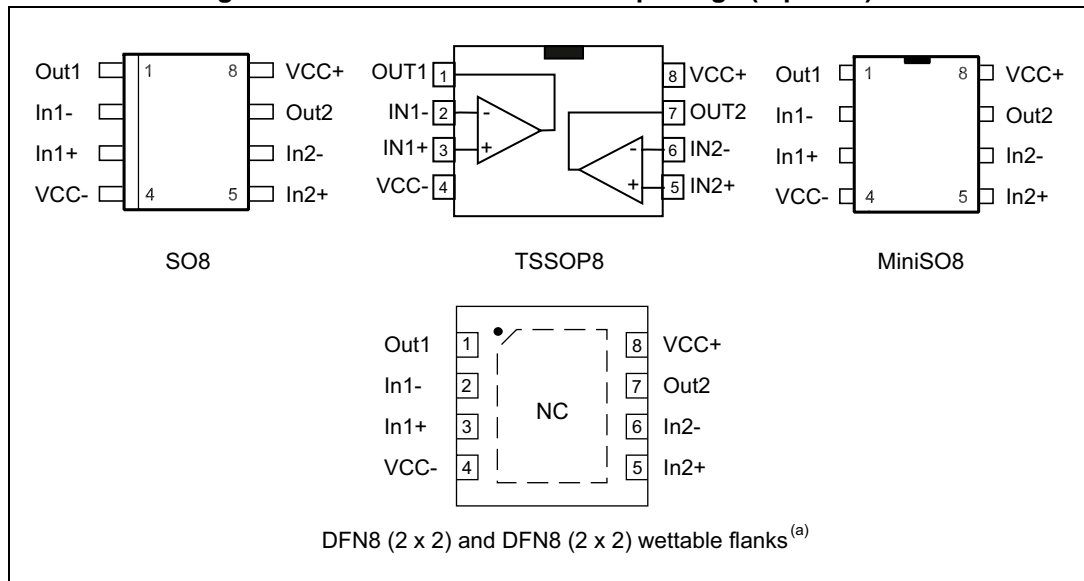 Out1 1 8 VCC+
In1- Out2
In1+ In2-
VCC- 4 5 In2+
SO8
OUT1 1 8 VCC+
IN1- 2 - 7 OUT2
IN1+ 3 + - 6 IN2-
VCC- 4 + 5 IN2+
TSSOP8
Out1 1 8 VCC+
In1- Out2
In1+ In2-
VCC- 4 5 In2+
MiniSO8
Out1 1 8 VCC+
In1- 2 7 Out2
In1+ 3 NC 6 In2-
VCC- 4 5 In2+
DFN8 (2 x 2) and DFN8 (2 x 2) wettable flanks(a)